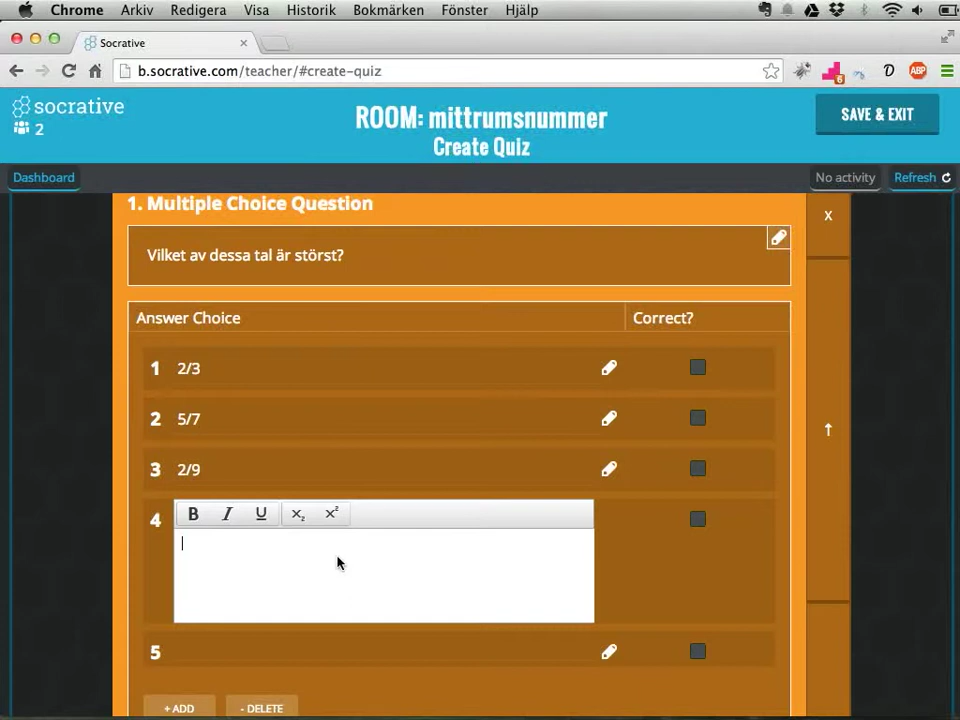 Chrome Arkiv Redigera Visa Historik Bokmärken Fönster Hjälp
Socrative
b.socrative.com/teacher/#create-quiz
6
D
ABP
socrative
2
ROOM: mittrumsnummer
Create Quiz
SAVE & EXIT
Dashboard
No activity
Refresh
1. Multiple Choice Question
x
Vilket av dessa tal är störst?
Answer Choice
Correct?
1 2/3
2 5/7
3 2/9
4
B I U x₂ x²
5
+ ADD
- DELETE